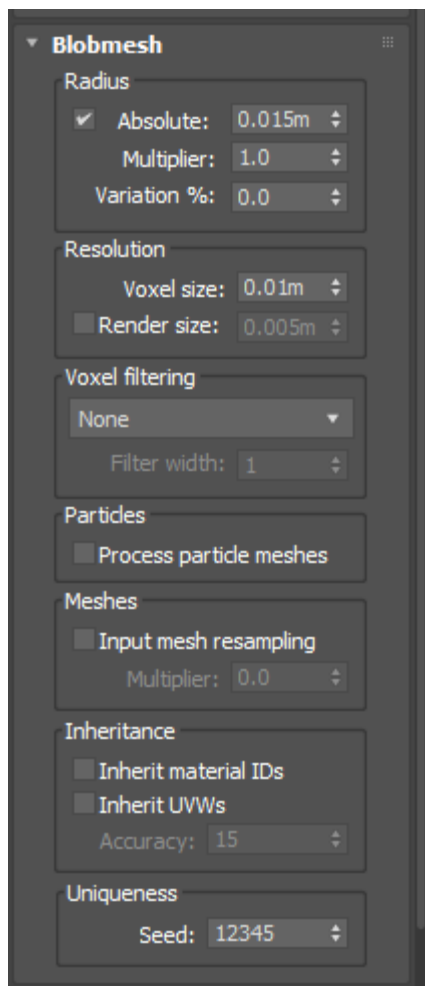 Blobmesh
Radius
Absolute: 0.015m
Multiplier: 1.0
Variation %: 0.0
Resolution
Voxel size: 0.01m
Render size: 0.005m
Voxel filtering
None
Filter width: 1
Particles
Process particle meshes
Meshes
Input mesh resampling
Multiplier: 0.0
Inheritance
Inherit material IDs
Inherit UVWs
Accuracy: 15
Uniqueness
Seed: 12345